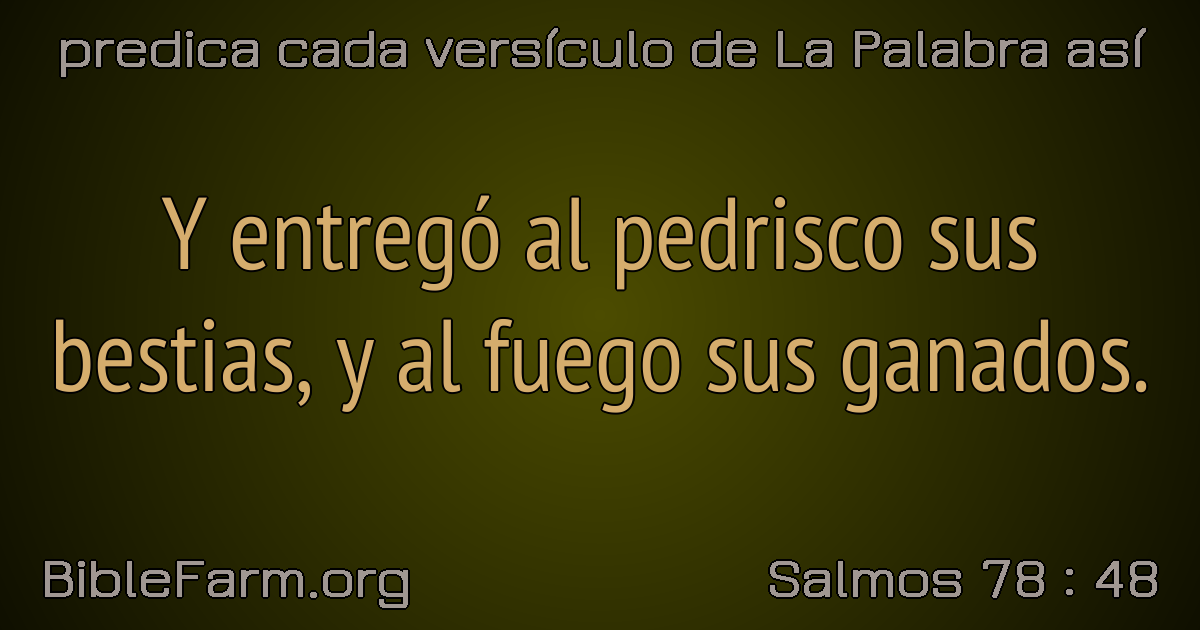 predica cada versículo de La Palabra así
Y entregó al pedrisco sus
bestias, y al fuego sus ganados.
BibleFarm.org
Salmos 78 : 48